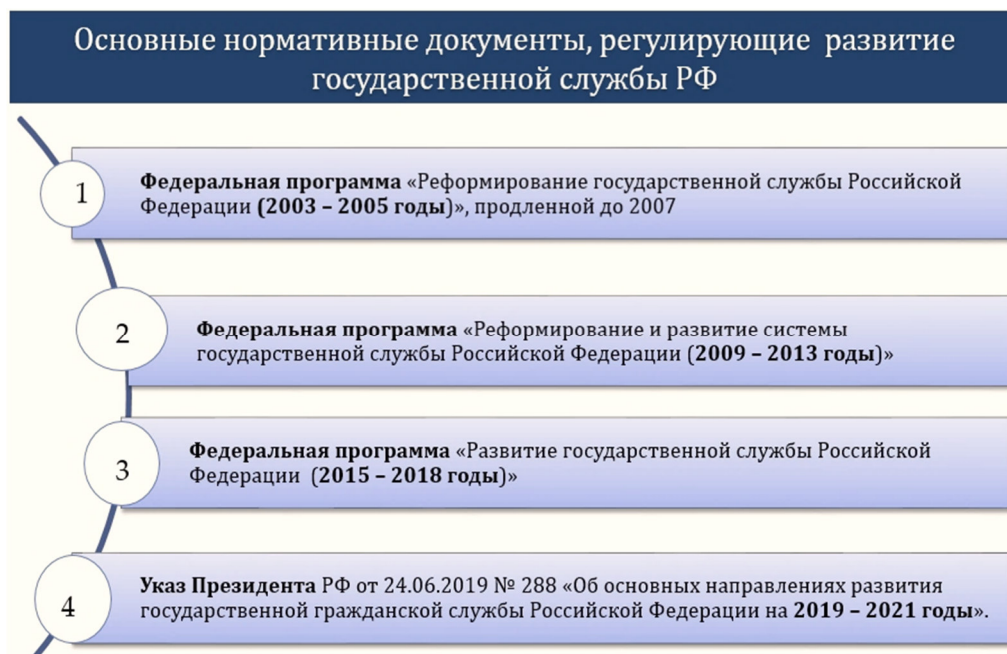 Основные нормативные документы, регулирующие развитие
государственной службы РФ
1
Федеральная программа «Реформирование государственной службы Российской
Федерации (2003 – 2005 годы)», продленной до 2007
2
Федеральная программа «Реформирование и развитие системы
государственной службы Российской Федерации (2009 – 2013 годы)»
3
Федеральная программа «Развитие государственной службы Российской
Федерации (2015 – 2018 годы)»
4
Указ Президента РФ от 24.06.2019 № 288 «Об основных направлениях развития
государственной гражданской службы Российской Федерации на 2019 – 2021 годы».